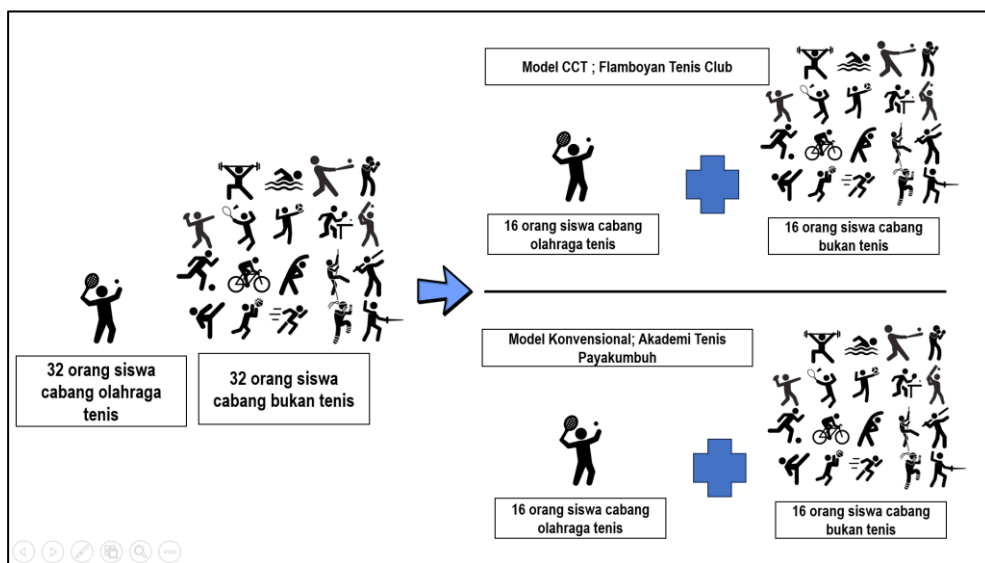 32 orang siswa
cabang olahraga
tenis
32 orang siswa
cabang bukan tenis
Model CCT ; Flamboyan Tenis Club
16 orang siswa cabang
olahraga tenis
16 orang siswa cabang
bukan tenis
Model Konvensional; Akademi Tenis
Payakumbuh
16 orang siswa cabang
olahraga tenis
16 orang siswa cabang
bukan tenis